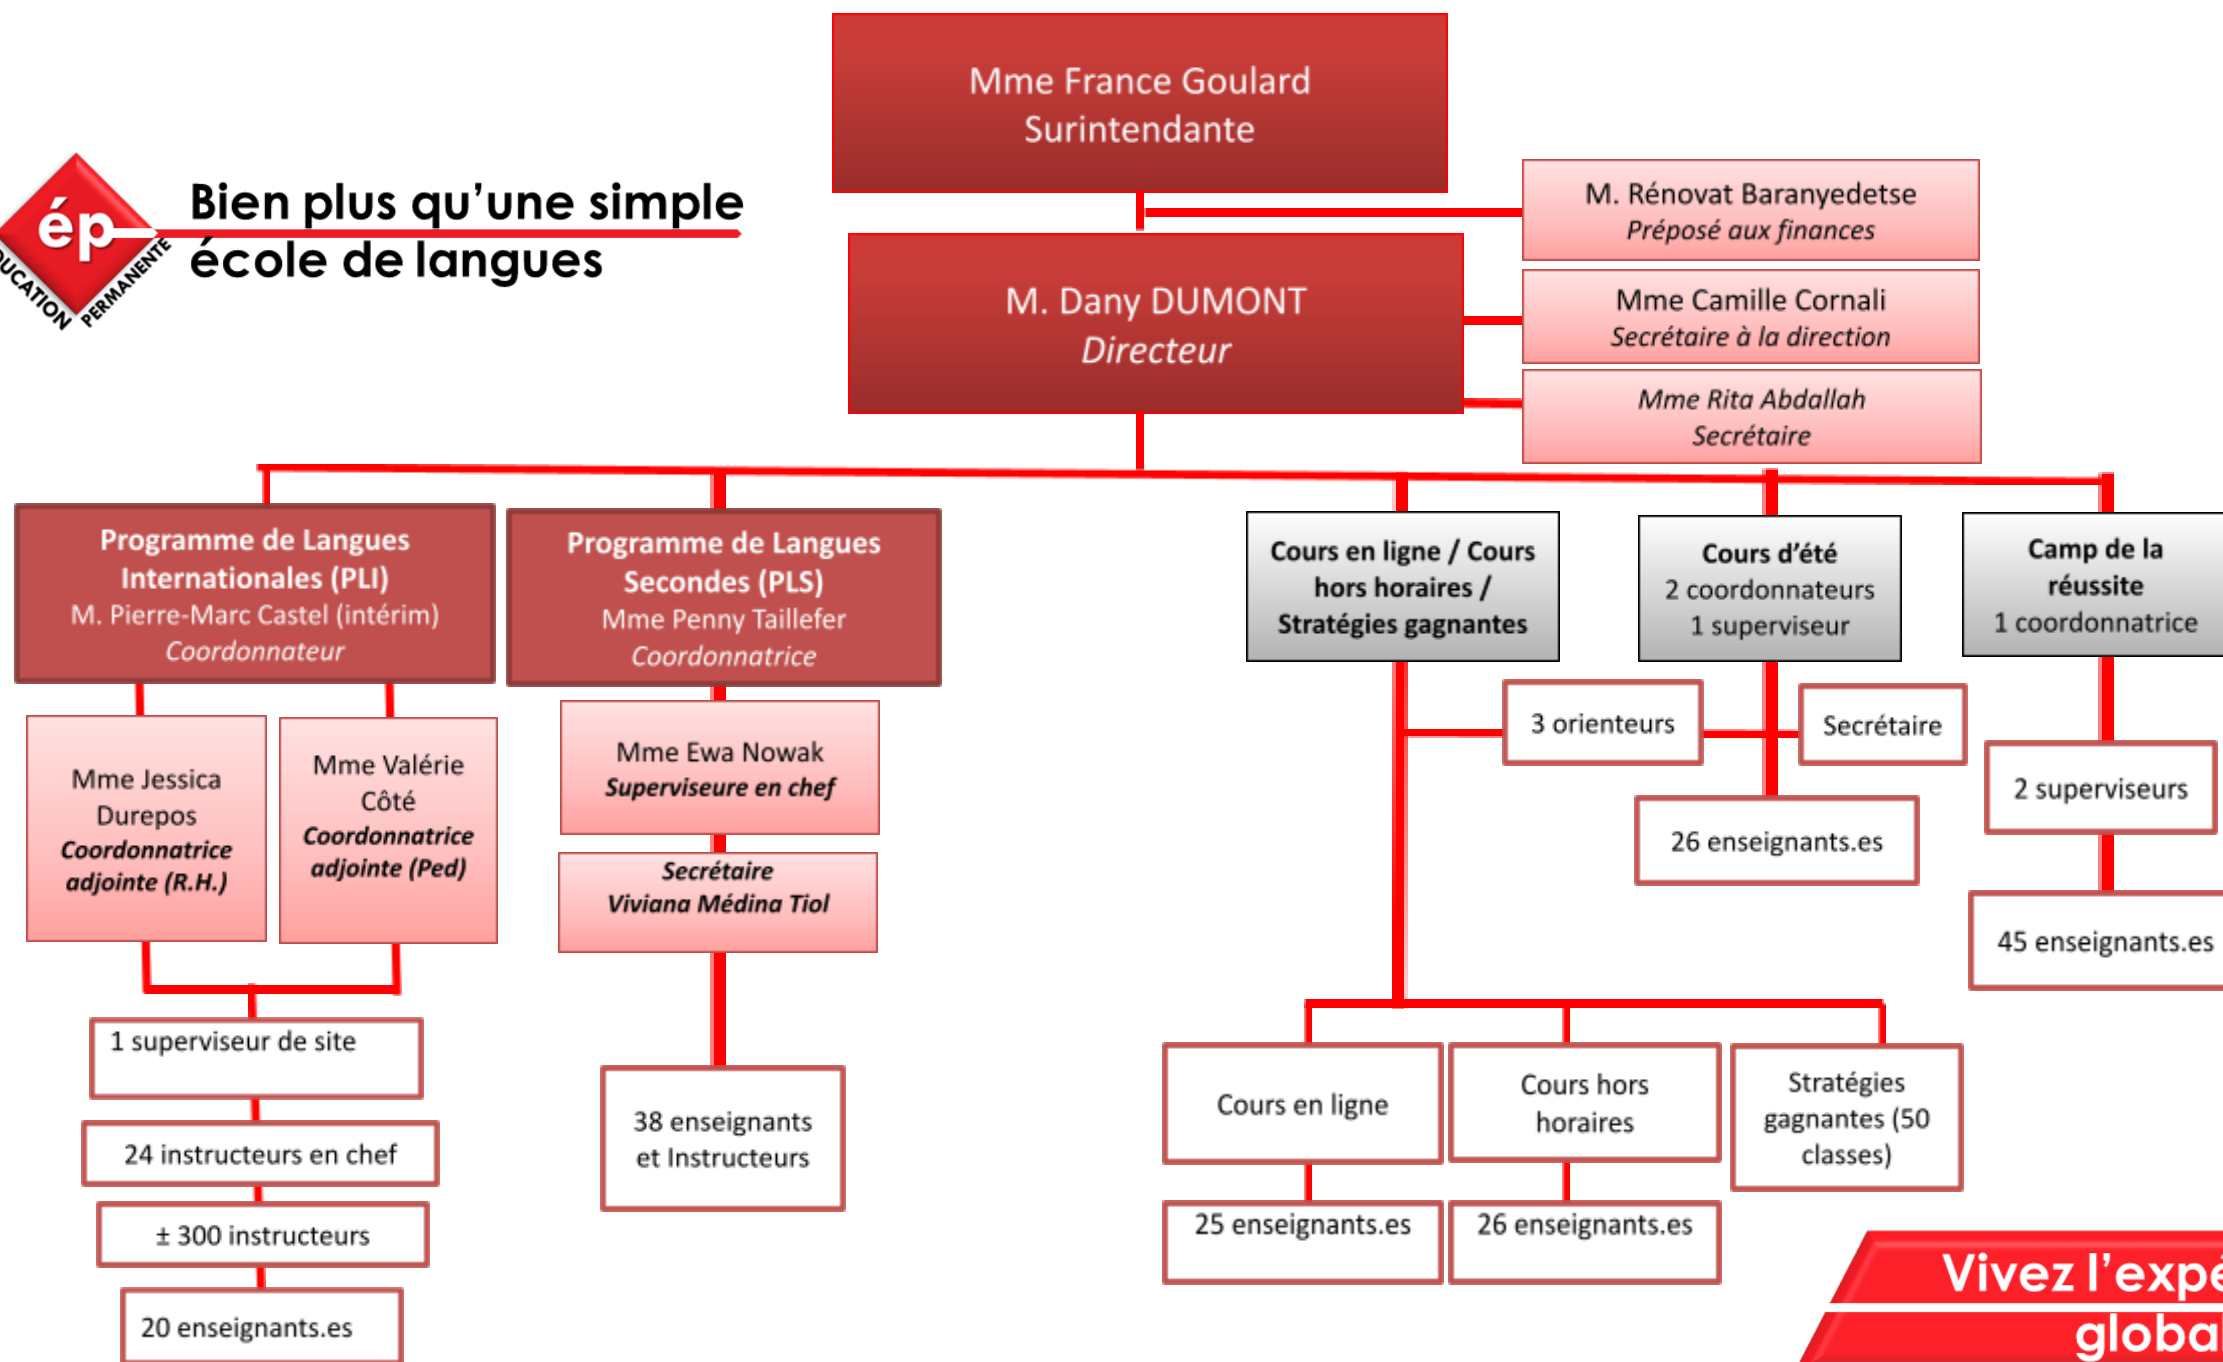 Mme France Goulard
Surintendante
ép
ÉDUCATION PERMANENTE
Bien plus qu'une simple
école de langues
M. Rénovat Baranyedetse
Préposé aux finances
M. Dany DUMONT
Directeur
Mme Camille Cornali
Secrétaire à la direction
Mme Rita Abdallah
Secrétaire
Programme de Langues
Internationales (PLI)
M. Pierre-Marc Castel (intérim)
Coordonnateur
Programme de Langues
Secondes (PLS)
Mme Penny Taillefer
Coordonnatrice
Cours en ligne / Cours
hors horaires /
Stratégies gagnantes
Cours d'été
2 coordonnateurs
1 superviseur
Camp de la
réussite
1 coordonnatrice
Mme Jessica
Durepos
Coordonnatrice
adjointe (R.H.)
Mme Valérie
Côté
Coordonnatrice
adjointe (Ped)
Mme Ewa Nowak
Superviseure en chef
Secrétaire
Viviana Médina Tiol
3 orienteurs
Secrétaire
26 enseignants.es
2 superviseurs
45 enseignants.es
1 superviseur de site
24 instructeurs en chef
± 300 instructeurs
20 enseignants.es
38 enseignants
et Instructeurs
Cours en ligne
Cours hors
horaires
Stratégies
gagnantes (50
classes)
25 enseignants.es
26 enseignants.es
Vivez l'expé
globa